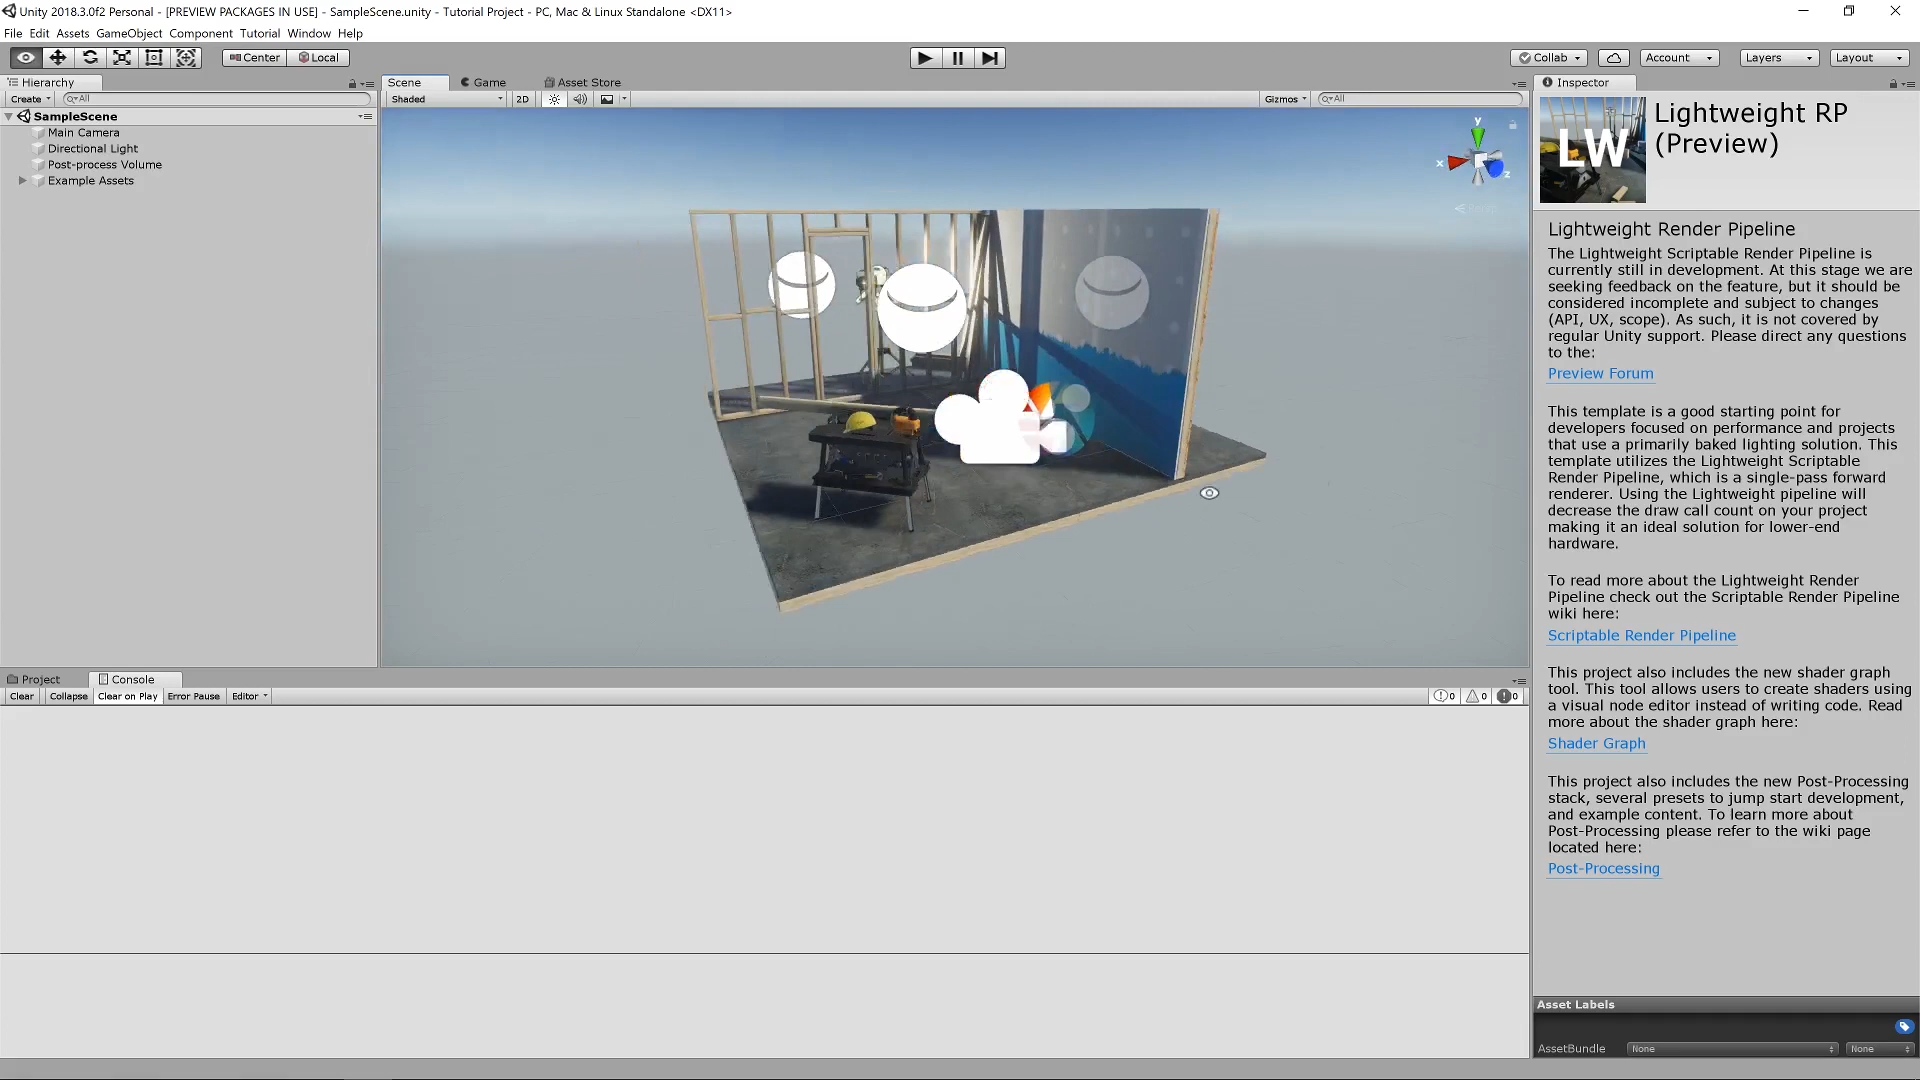 Unity 2018.3.0f2 Personal - [PREVIEW PACKAGES IN USE] - SampleScene.unity - Tutorial Project - PC, Mac & Linux Standalone <DX11>
File Edit Assets GameObject Component Tutorial Window Help
Center Local
Collab Account Layers Layout
Hierarchy
Create All
SampleScene
Main Camera
Directional Light
Post-process Volume
Example Assets
Scene Game Asset Store
Shaded 2D Gizmos All
y
x
z
Inspector
LW
Lightweight RP
(Preview)
Lightweight Render Pipeline
The Lightweight Scriptable Render Pipeline is
currently still in development. At this stage we are
seeking feedback on the feature, but it should be
considered incomplete and subject to changes
(API, UX, scope). As such, it is not covered by
regular Unity support. Please direct any questions
to the:
Preview Forum
This template is a good starting point for
developers focused on performance and projects
that use a primarily baked lighting solution. This
template utilizes the Lightweight Scriptable
Render Pipeline, which is a single-pass forward
renderer. Using the Lightweight pipeline will
decrease the draw call count on your project
making it an ideal solution for lower-end
hardware.
To read more about the Lightweight Render
Pipeline check out the Scriptable Render Pipeline
wiki here:
Scriptable Render Pipeline
This project also includes the new shader graph
tool. This tool allows users to create shaders using
a visual node editor instead of writing code. Read
more about the shader graph here:
Shader Graph
This project also includes the new Post-Processing
stack, several presets to jump start development,
and example content. To learn more about
Post-Processing please refer to the wiki page
located here:
Post-Processing
Asset Labels
AssetBundle None None
Project Console
Clear Collapse Clear on Play Error Pause Editor 0 0 0